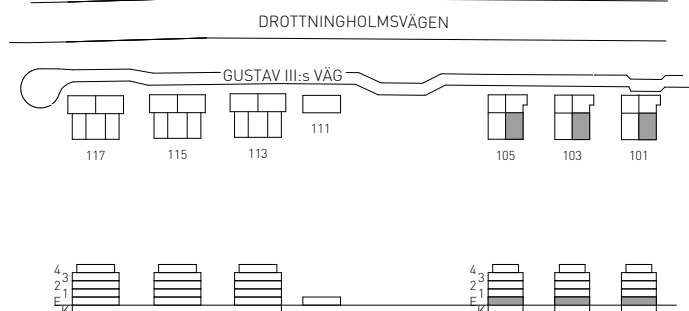 DROTTNINGHOLMSVÄGEN
GUSTAV III:s VÄG
117 115 113 111 105 103 101
4 4
3 3
2 2
1 1
E E
K K